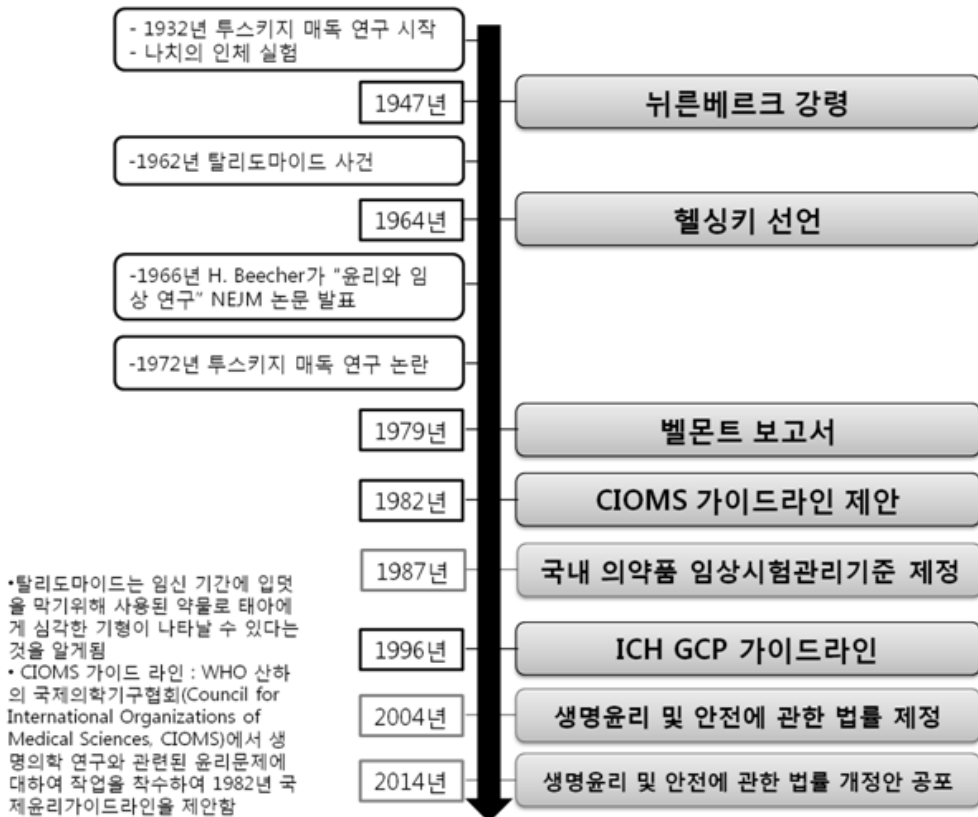 - 1932년 투스키지 매독 연구 시작
- 나치의 인체 실험
1947년
뉘른베르크 강령
-1962년 탈리도마이드 사건
1964년
헬싱키 선언
-1966년 H. Beecher가 "윤리와 임
상 연구" NEJM 논문 발표
-1972년 투스키지 매독 연구 논란
1979년
벨몬트 보고서
1982년
CIOMS 가이드라인 제안
1987년
국내 의약품 임상시험관리기준 제정
1996년
ICH GCP 가이드라인
2004년
생명윤리 및 안전에 관한 법률 제정
2014년
생명윤리 및 안전에 관한 법률 개정안 공포
•탈리도마이드는 임신 기간에 입덧
을 막기위해 사용된 약물로 태아에
게 심각한 기형이 나타날 수 있다는
것을 알게됨
• CIOMS 가이드 라인 : WHO 산하
의 국제의학기구협회(Council for
International Organizations of
Medical Sciences, CIOMS)에서 생
명의학 연구와 관련된 윤리문제에
대하여 작업을 착수하여 1982년 국
제윤리가이드라인을 제안함